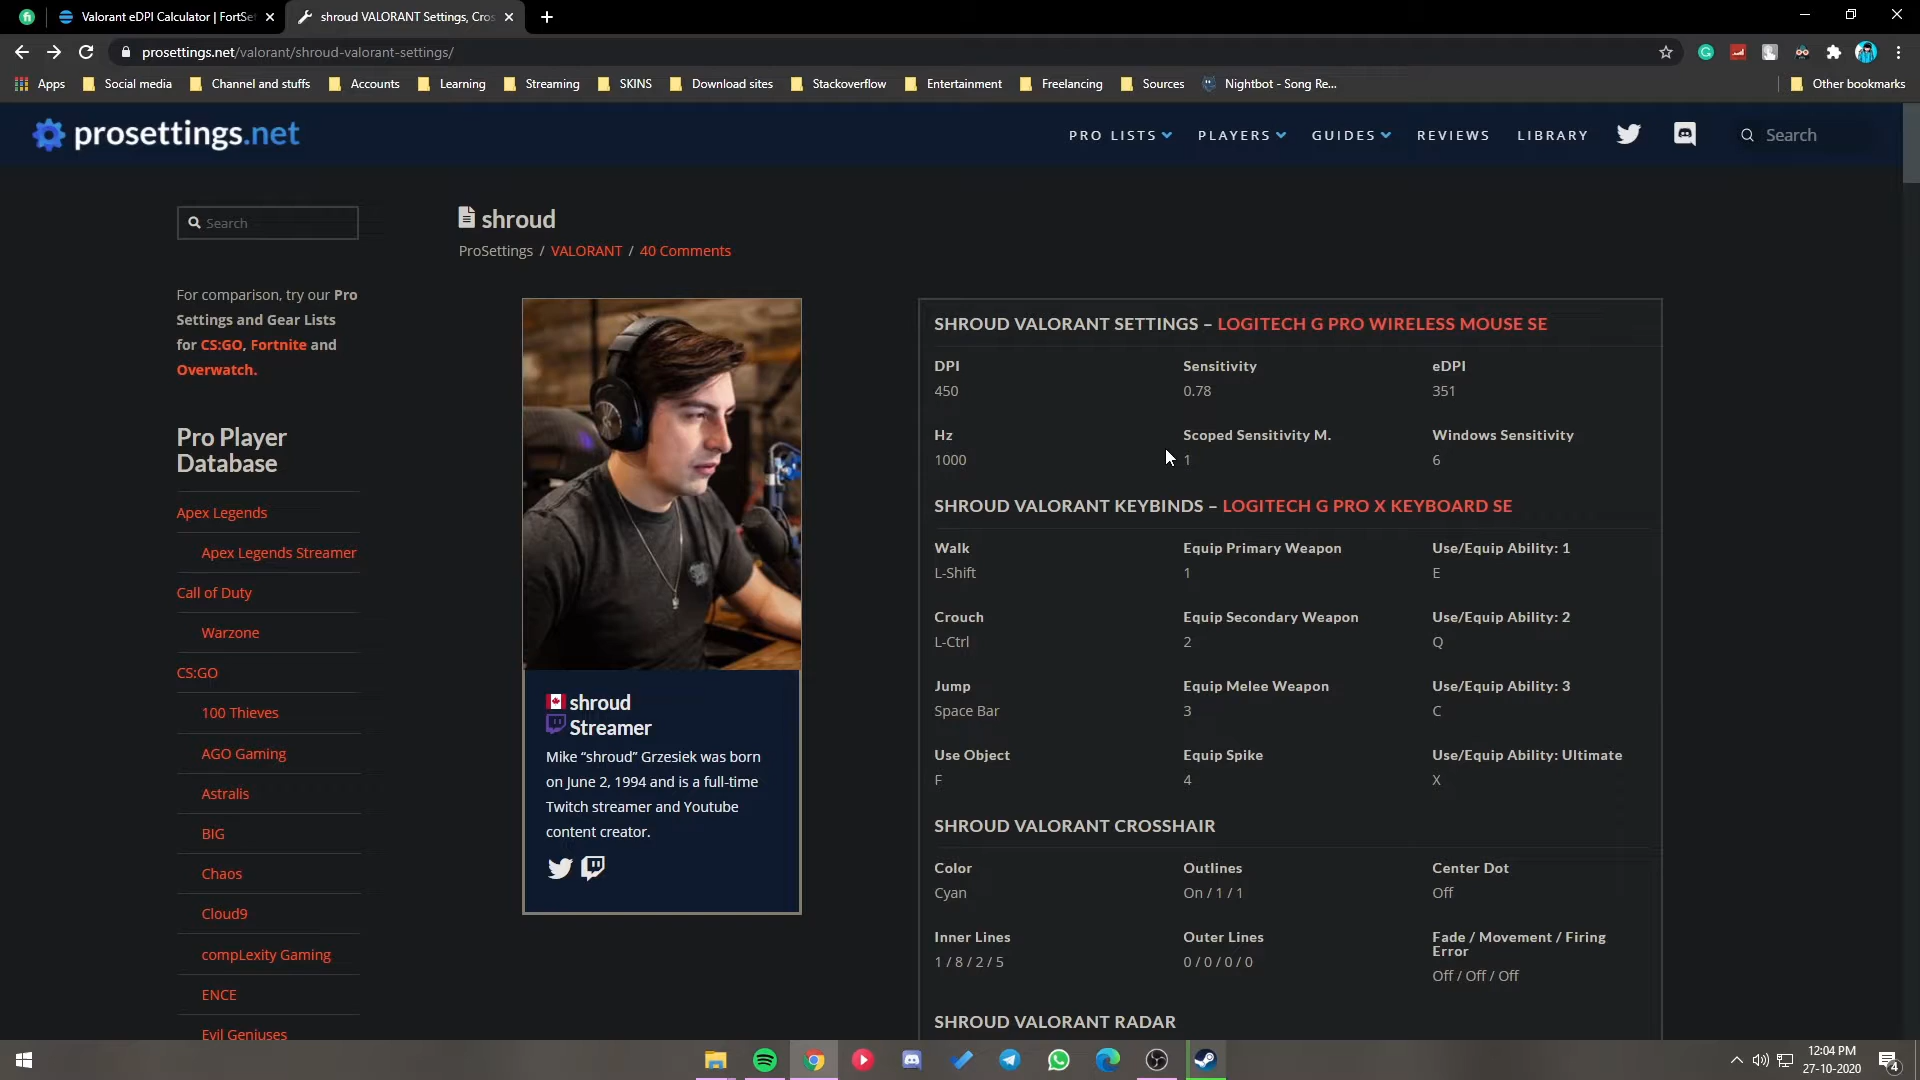 Valorant eDPI Calculator | FortSe
shroud VALORANT Settings, Cros
prosettings.net/valorant/shroud-valorant-settings/
Apps
Social media
Channel and stuffs
Accounts
Learning
Streaming
SKINS
Download sites
Stackoverflow
Entertainment
Freelancing
Sources
Nightbot - Song Re...
Other bookmarks
prosettings.net
PRO LISTS
PLAYERS
GUIDES
REVIEWS
LIBRARY
Search
Search
For comparison, try our Pro
Settings and Gear Lists
for CS:GO, Fortnite and
Overwatch.
Pro Player
Database
Apex Legends
Apex Legends Streamer
Call of Duty
Warzone
CS:GO
100 Thieves
AGO Gaming
Astralis
BIG
Chaos
Cloud9
compLexity Gaming
ENCE
Evil Geniuses
shroud
ProSettings / VALORANT / 40 Comments
shroud
Streamer
Mike “shroud” Grzesiek was born
on June 2, 1994 and is a full-time
Twitch streamer and Youtube
content creator.
SHROUD VALORANT SETTINGS – LOGITECH G PRO WIRELESS MOUSE SE
DPI
450
Sensitivity
0.78
eDPI
351
Hz
1000
Scoped Sensitivity M.
1
Windows Sensitivity
6
SHROUD VALORANT KEYBINDS – LOGITECH G PRO X KEYBOARD SE
Walk
L-Shift
Equip Primary Weapon
1
Use/Equip Ability: 1
E
Crouch
L-Ctrl
Equip Secondary Weapon
2
Use/Equip Ability: 2
Q
Jump
Space Bar
Equip Melee Weapon
3
Use/Equip Ability: 3
C
Use Object
F
Equip Spike
4
Use/Equip Ability: Ultimate
X
SHROUD VALORANT CROSSHAIR
Color
Cyan
Outlines
On / 1 / 1
Center Dot
Off
Inner Lines
1 / 8 / 2 / 5
Outer Lines
0 / 0 / 0 / 0
Fade / Movement / Firing
Error
Off / Off / Off
SHROUD VALORANT RADAR
12:04 PM
27-10-2020
4